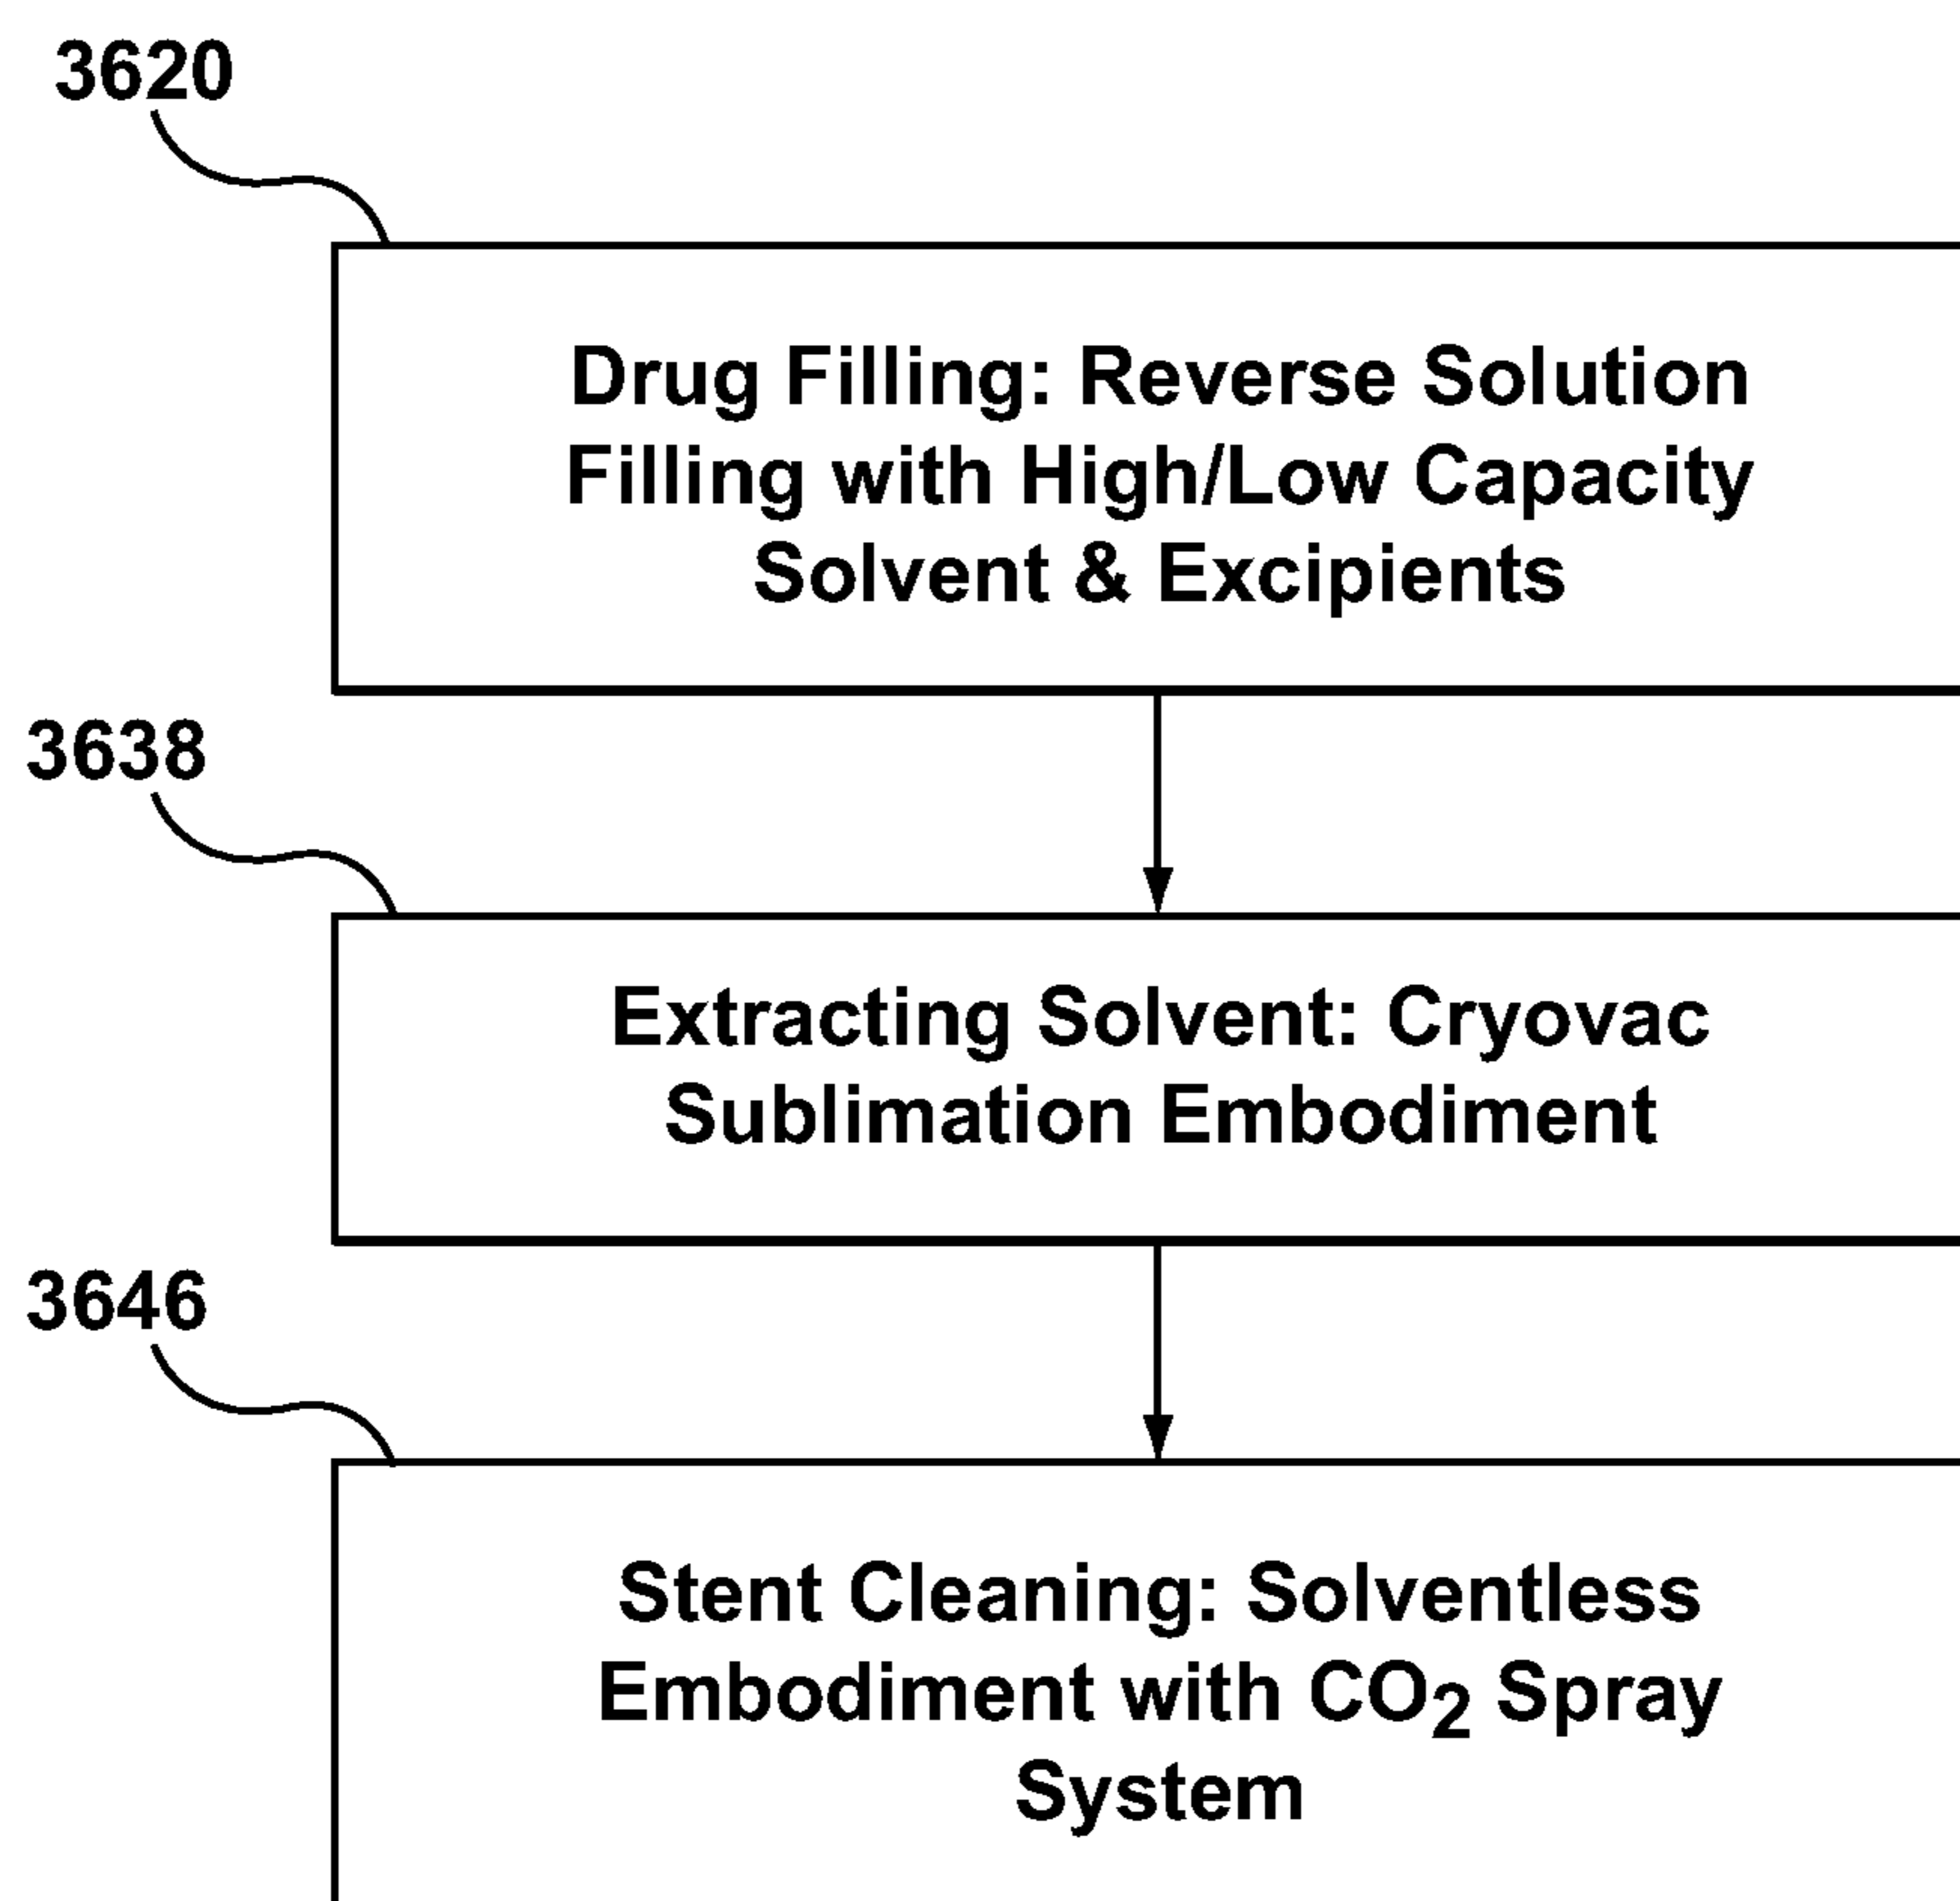 3620
Drug Filling: Reverse Solution
Filling with High/Low Capacity
Solvent & Excipients
3638
Extracting Solvent: Cryovac
Sublimation Embodiment
3646
Stent Cleaning: Solventless
Embodiment with CO₂ Spray
System